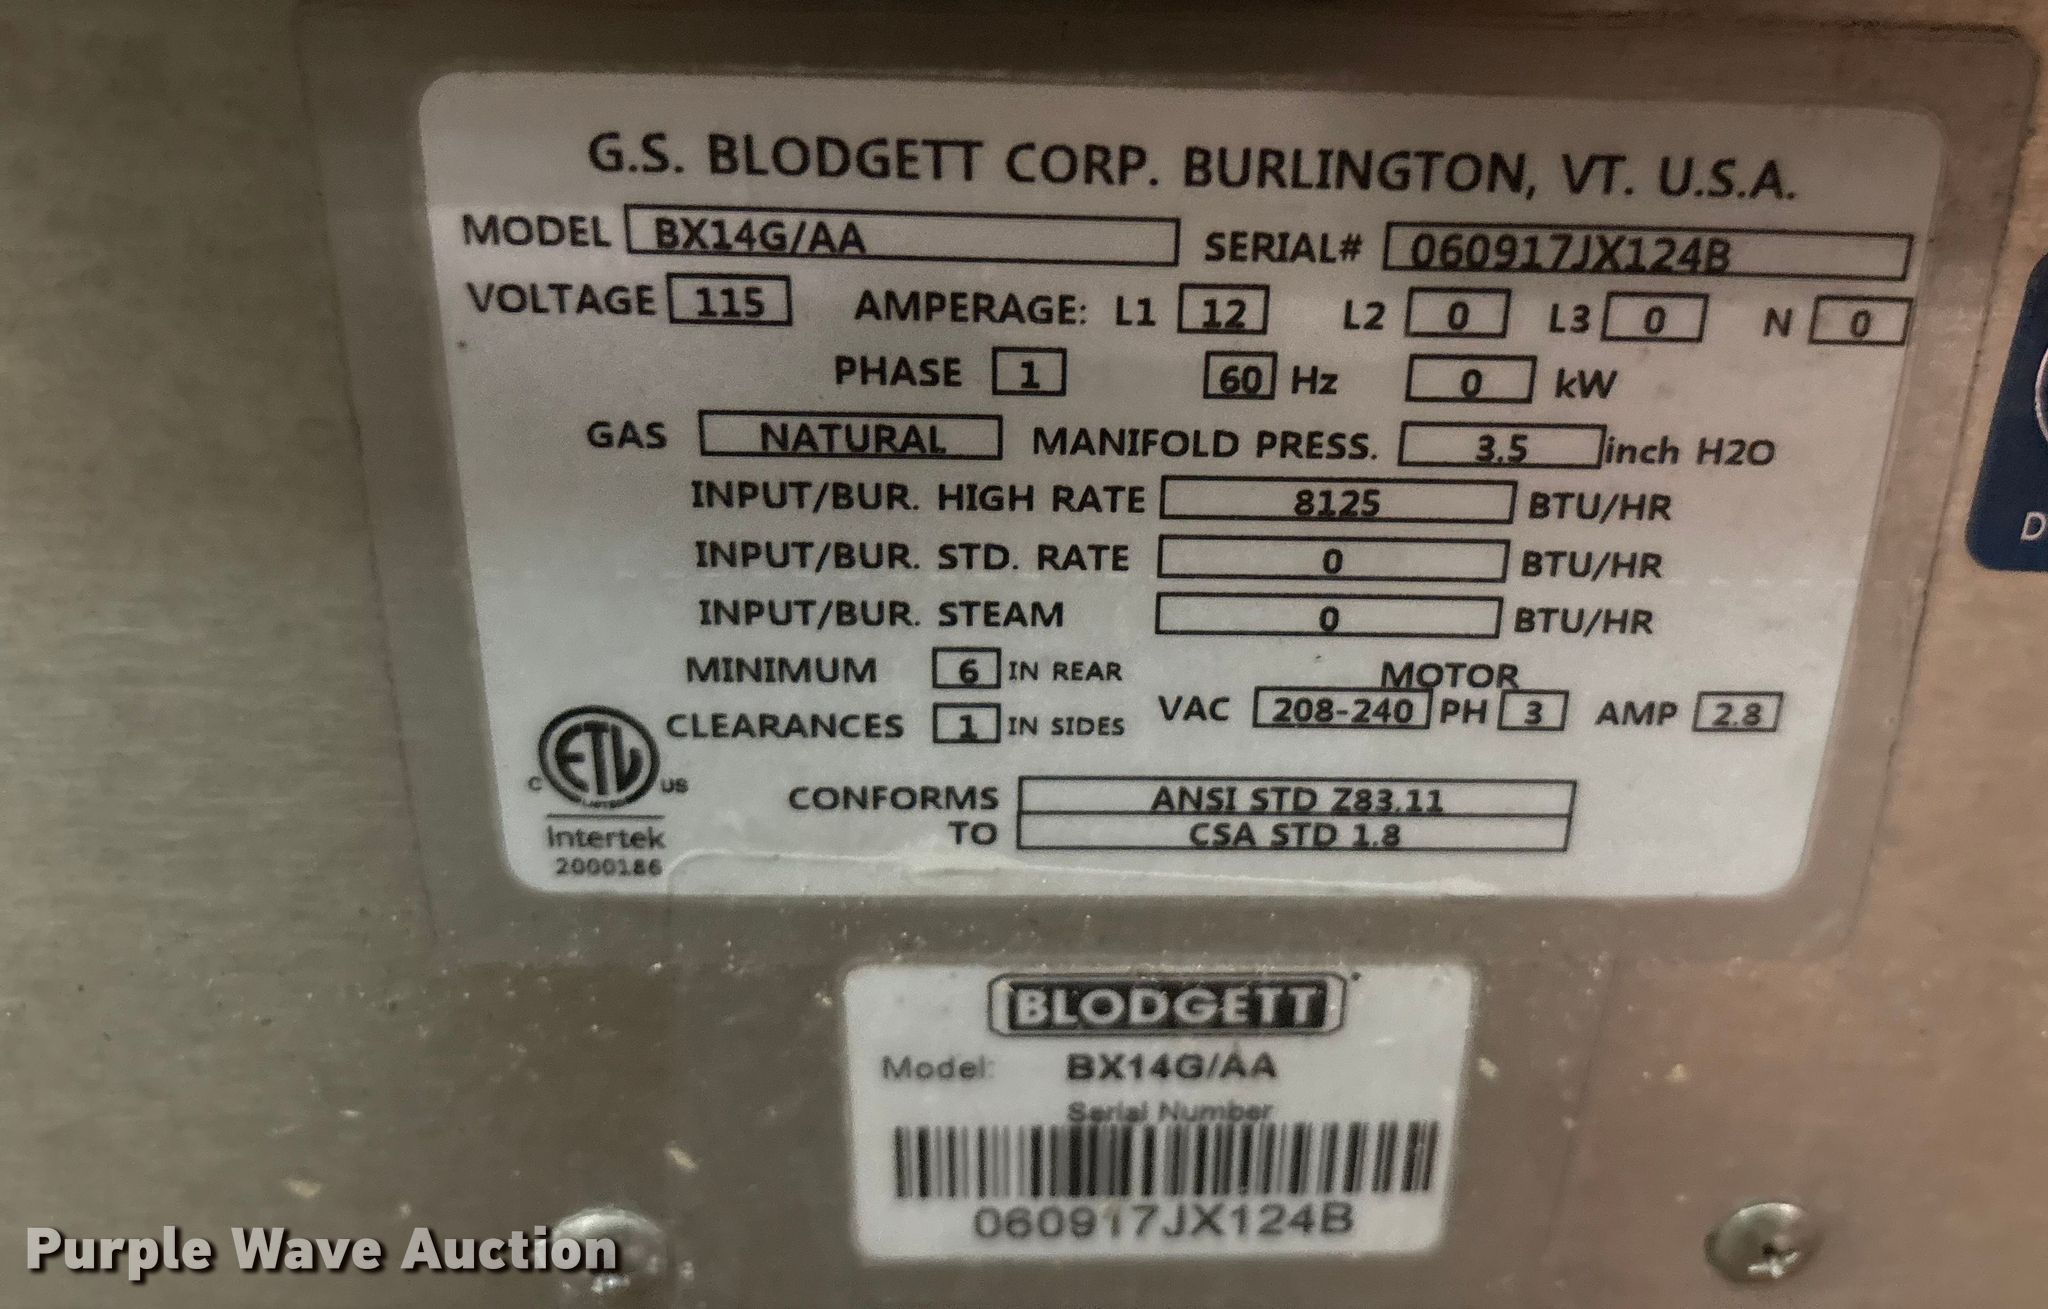 G.S. BLODGETT CORP. BURLINGTON, VT. U.S.A.
MODEL BX14G/AA SERIAL# 060917JX124B
VOLTAGE 115 AMPERAGE: L1 12 L2 0 L3 0 N 0
PHASE 1 60 Hz 0 kW
GAS NATURAL MANIFOLD PRESS. 3.5 inch H2O
INPUT/BUR. HIGH RATE 8125 BTU/HR
INPUT/BUR. STD. RATE 0 BTU/HR
INPUT/BUR. STEAM 0 BTU/HR
MINIMUM 6 IN REAR MOTOR
CLEARANCES 1 IN SIDES VAC 208-240 PH 3 AMP 2.8
C ETL US
LISTED
CONFORMS ANSI STD Z83.11
TO CSA STD 1.8
Intertek
2000186
BLODGETT
Model: BX14G/AA
Serial Number
060917JX124B
Purple Wave Auction